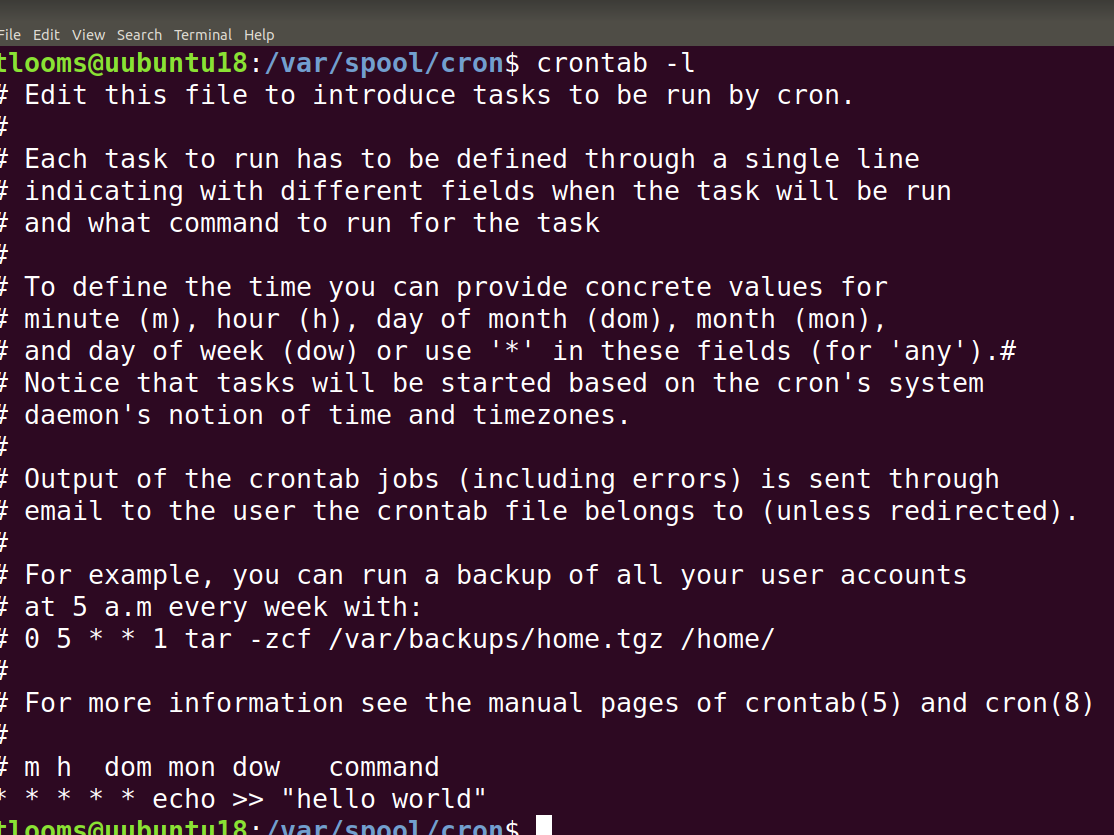 File Edit View Search Terminal Help
tlooms@uubuntu18:/var/spool/cron$ crontab -l
# Edit this file to introduce tasks to be run by cron.
#
# Each task to run has to be defined through a single line
# indicating with different fields when the task will be run
# and what command to run for the task
#
# To define the time you can provide concrete values for
# minute (m), hour (h), day of month (dom), month (mon),
# and day of week (dow) or use '*' in these fields (for 'any').#
# Notice that tasks will be started based on the cron's system
# daemon's notion of time and timezones.
#
# Output of the crontab jobs (including errors) is sent through
# email to the user the crontab file belongs to (unless redirected).
#
# For example, you can run a backup of all your user accounts
# at 5 a.m every week with:
# 0 5 * * 1 tar -zcf /var/backups/home.tgz /home/
#
# For more information see the manual pages of crontab(5) and cron(8)
#
# m h  dom mon dow   command
* * * * * echo >> "hello world"
tlooms@uubuntu18:/var/spool/cron$